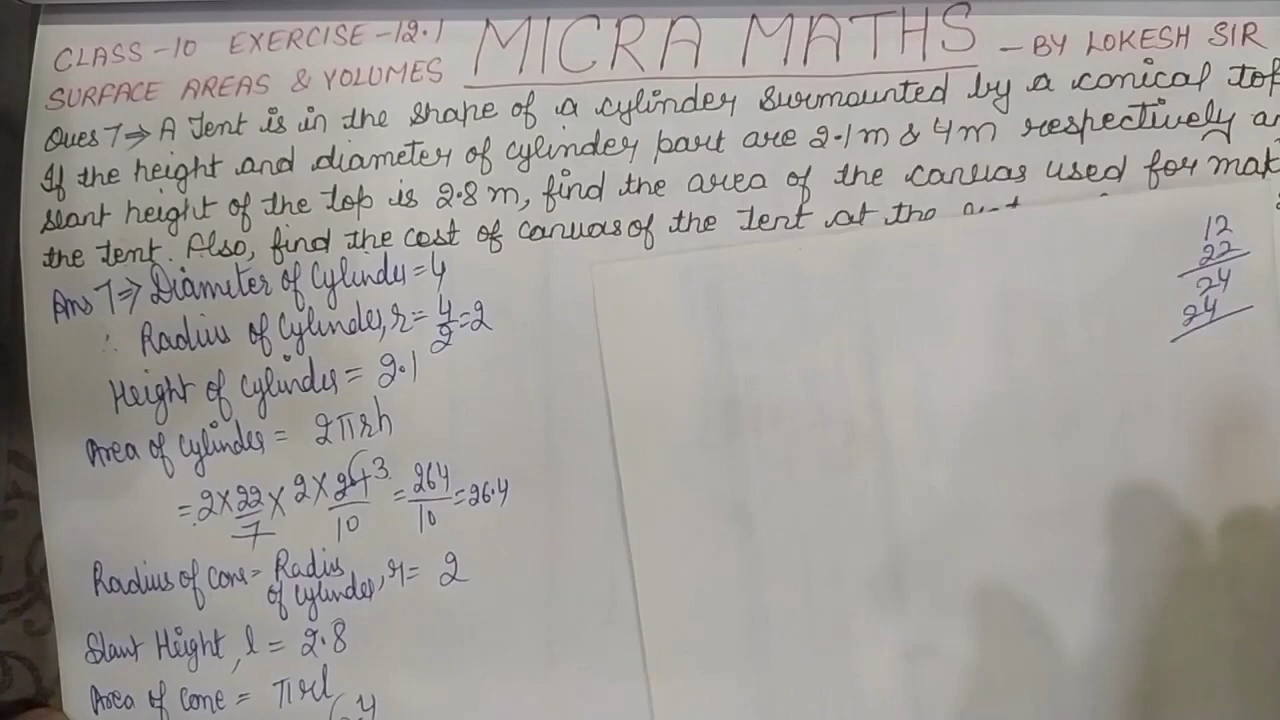 CLASS-10 EXERCISE-12.1 MICRA MATHS - BY LOKESH SIR
SURFACE AREAS & VOLUMES
Ques 7⇒ A Tent is in the shape of a cylinder surmounted by a conical top
If the height and diameter of cylinder part are 2.1m & 4m respectively
slant height of the top is 2.8 m, find the area of the canvas used for
the tent. Also, find the cost of canvas of the tent at the
Ans 7⇒ Diameter of Cylinder = 4
∴ Radius of Cylinder, r = 4/2 = 2
Height of cylinder = 2.1
Area of cylinder = 2πrh
= 2 × 22/7 × 2 × 21/10 3 = 264/10 = 26.4
Radius of cone = Radius of cylinder, r = 2
Slant Height, l = 2.8
Area of cone = πrl
12
22
24
24